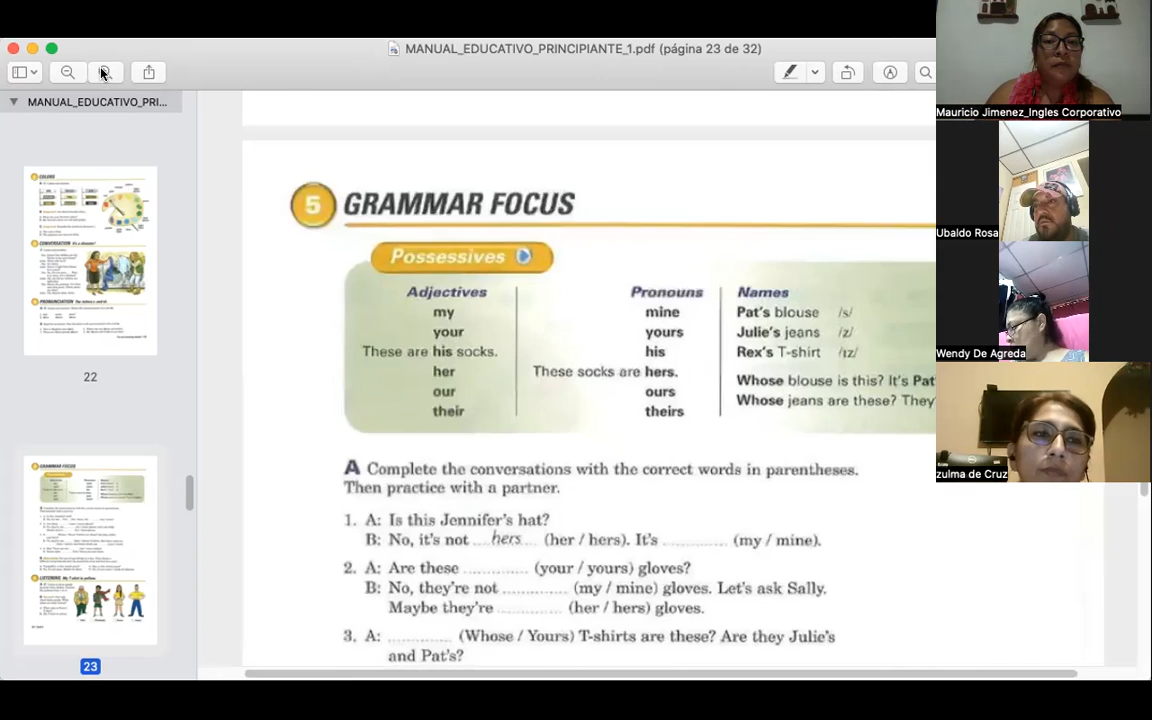 MANUAL_EDUCATIVO_PRINCIPIANTE_1.pdf (página 23 de 32)
MANUAL_EDUCATIVO_PRI...
22
23
5 GRAMMAR FOCUS
Possessives
Adjectives
my
your
These are his socks.
her
our
their
Pronouns
mine
yours
his
These socks are hers.
ours
theirs
Names
Pat's blouse /s/
Julie's jeans /z/
Rex's T-shirt /ɪz/
Whose blouse is this? It's Pat
Whose jeans are these? They
A Complete the conversations with the correct words in parentheses.
Then practice with a partner.
1. A: Is this Jennifer's hat?
B: No, it's not hers (her / hers). It's ............ (my / mine).
2. A: Are these ............ (your / yours) gloves?
B: No, they're not ............ (my / mine) gloves. Let's ask Sally.
Maybe they're ............ (her / hers) gloves.
3. A: ............ (Whose / Yours) T-shirts are these? Are they Julie's
and Pat's?
Mauricio Jimenez_Ingles Corporativo
Ubaldo Rosa
Wendy De Agreda
zulma de Cruz